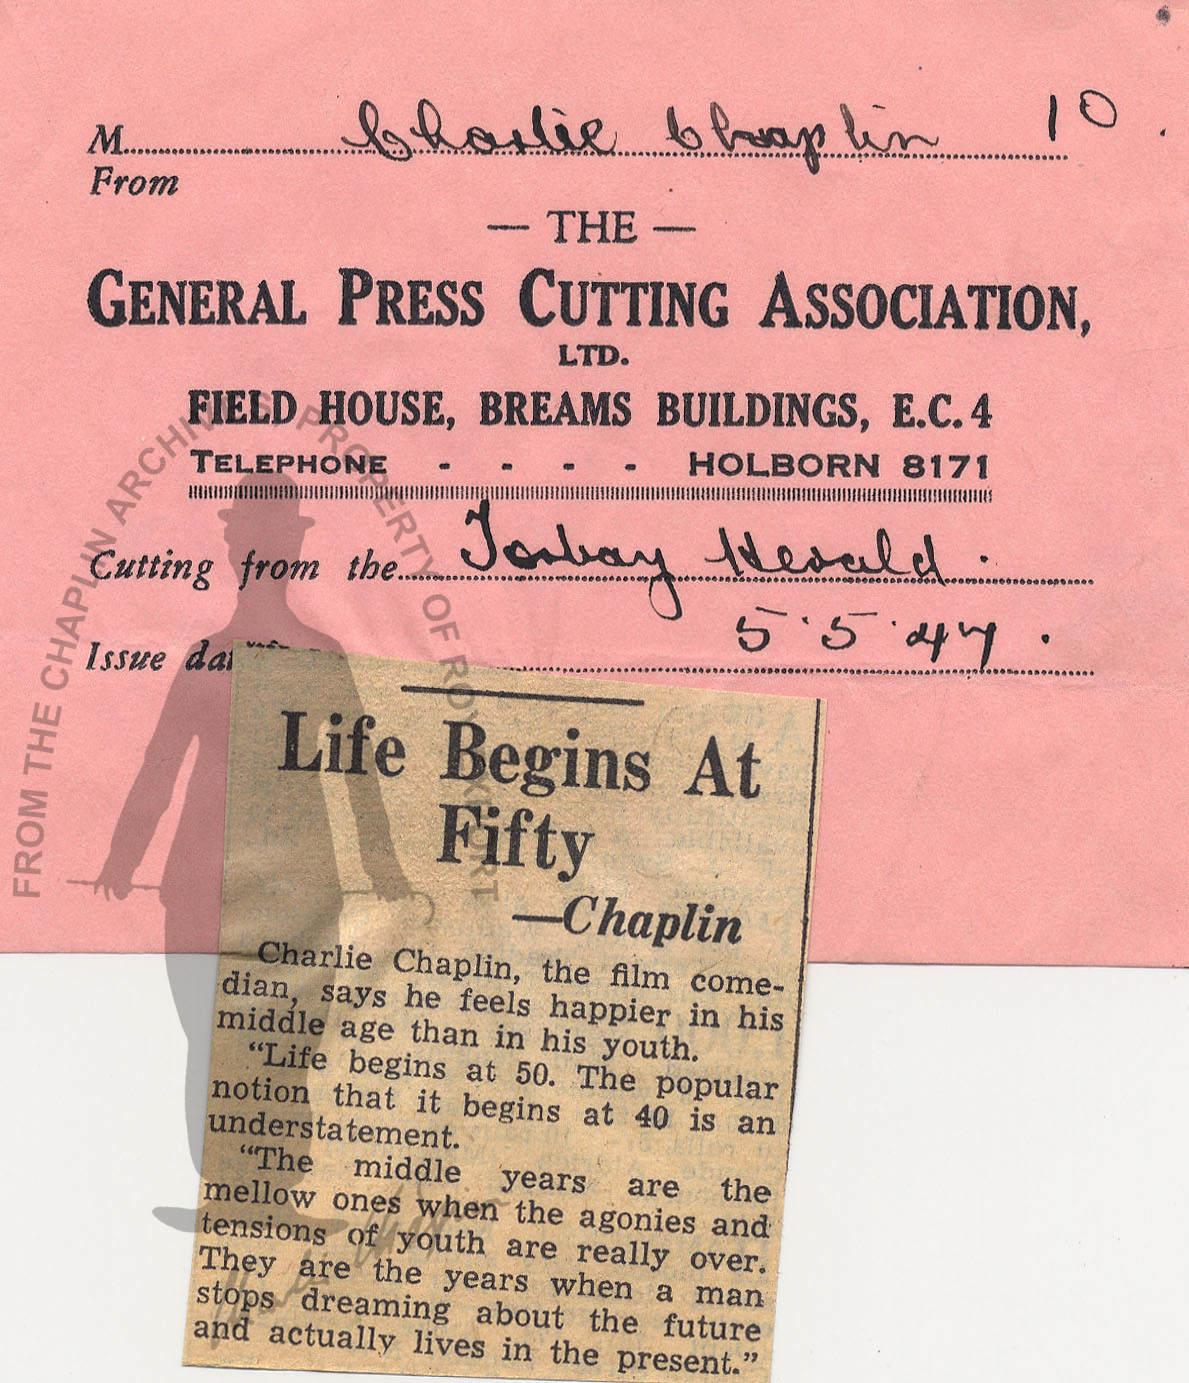 M Charlie Chaplin 10.
From
— THE —
GENERAL PRESS CUTTING ASSOCIATION,
LTD.
FIELD HOUSE, BREAMS BUILDINGS, E.C.4
TELEPHONE - - - - HOLBORN 8171
Cutting from the Torbay Herald.
5.5.47.
Issue dat
Life Begins At
Fifty
—Chaplin
Charlie Chaplin, the film come-
dian, says he feels happier in his
middle age than in his youth.
“Life begins at 50. The popular
notion that it begins at 40 is an
understatement.
“The middle years are the
mellow ones when the agonies and
tensions of youth are really over.
They are the years when a man
stops dreaming about the future
and actually lives in the present.”
FROM THE CHAPLIN ARCHIVES PROPERTY OF ROY EXPORT